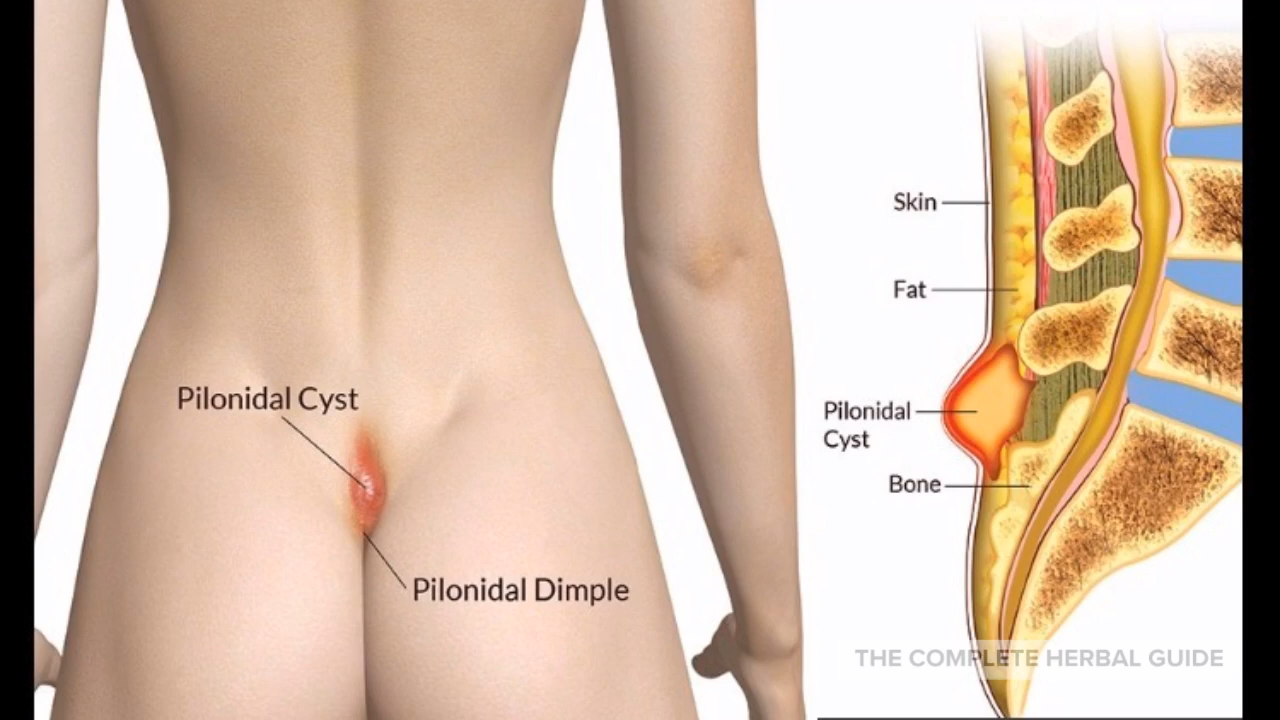 Pilonidal Cyst
Pilonidal Dimple
Skin
Fat
Pilonidal
Cyst
Bone
THE COMPLETE HERBAL GUIDE